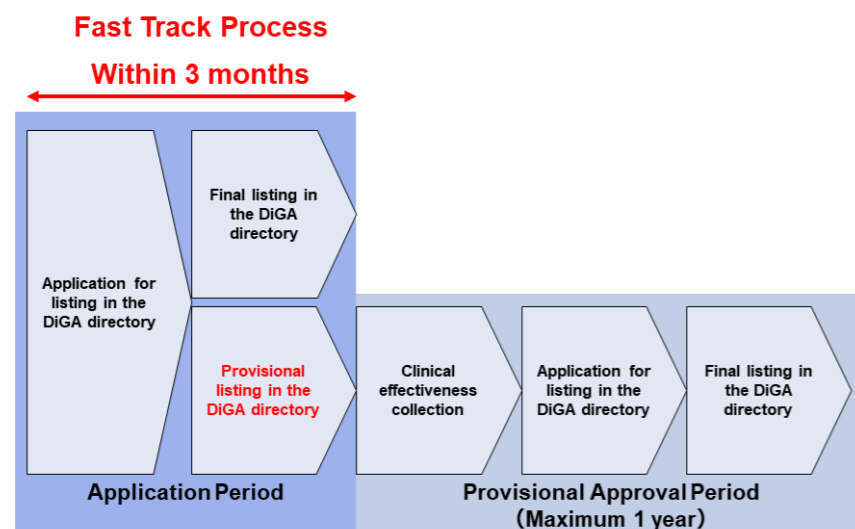 Fast Track Process
Within 3 months
Application for
listing in the
DiGA directory
Final listing in
the DiGA
directory
Provisional
listing in the
DiGA directory
Clinical
effectiveness
collection
Application for
listing in the
DiGA directory
Final listing in
the DiGA
directory
Application Period
Provisional Approval Period
(Maximum 1 year)